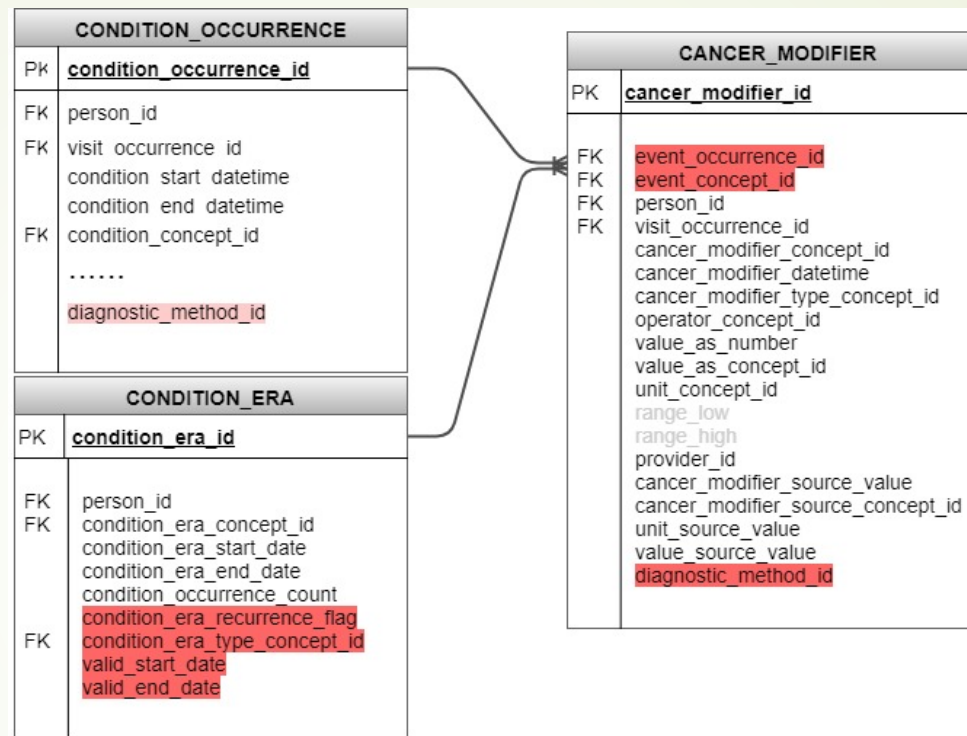 CONDITION_OCCURRENCE
PK condition_occurrence_id
FK person_id
FK visit occurrence id
condition start datetime
condition end datetime
FK condition_concept_id
......
diagnostic_method_id
CONDITION_ERA
PK condition_era_id
FK person_id
FK condition_era_concept_id
condition_era_start_date
condition_era_end_date
condition_occurrence_count
condition_era_recurrence_flag
FK condition_era_type_concept_id
valid_start_date
valid_end_date
CANCER_MODIFIER
PK cancer_modifier_id
FK event_occurrence_id
FK event_concept_id
FK person_id
FK visit_occurrence_id
cancer_modifier_concept_id
cancer_modifier_datetime
cancer_modifier_type_concept_id
operator_concept_id
value_as_number
value_as_concept_id
unit_concept_id
range_low
range_high
provider_id
cancer_modifier_source_value
cancer_modifier_source_concept_id
unit_source_value
value_source_value
diagnostic_method_id